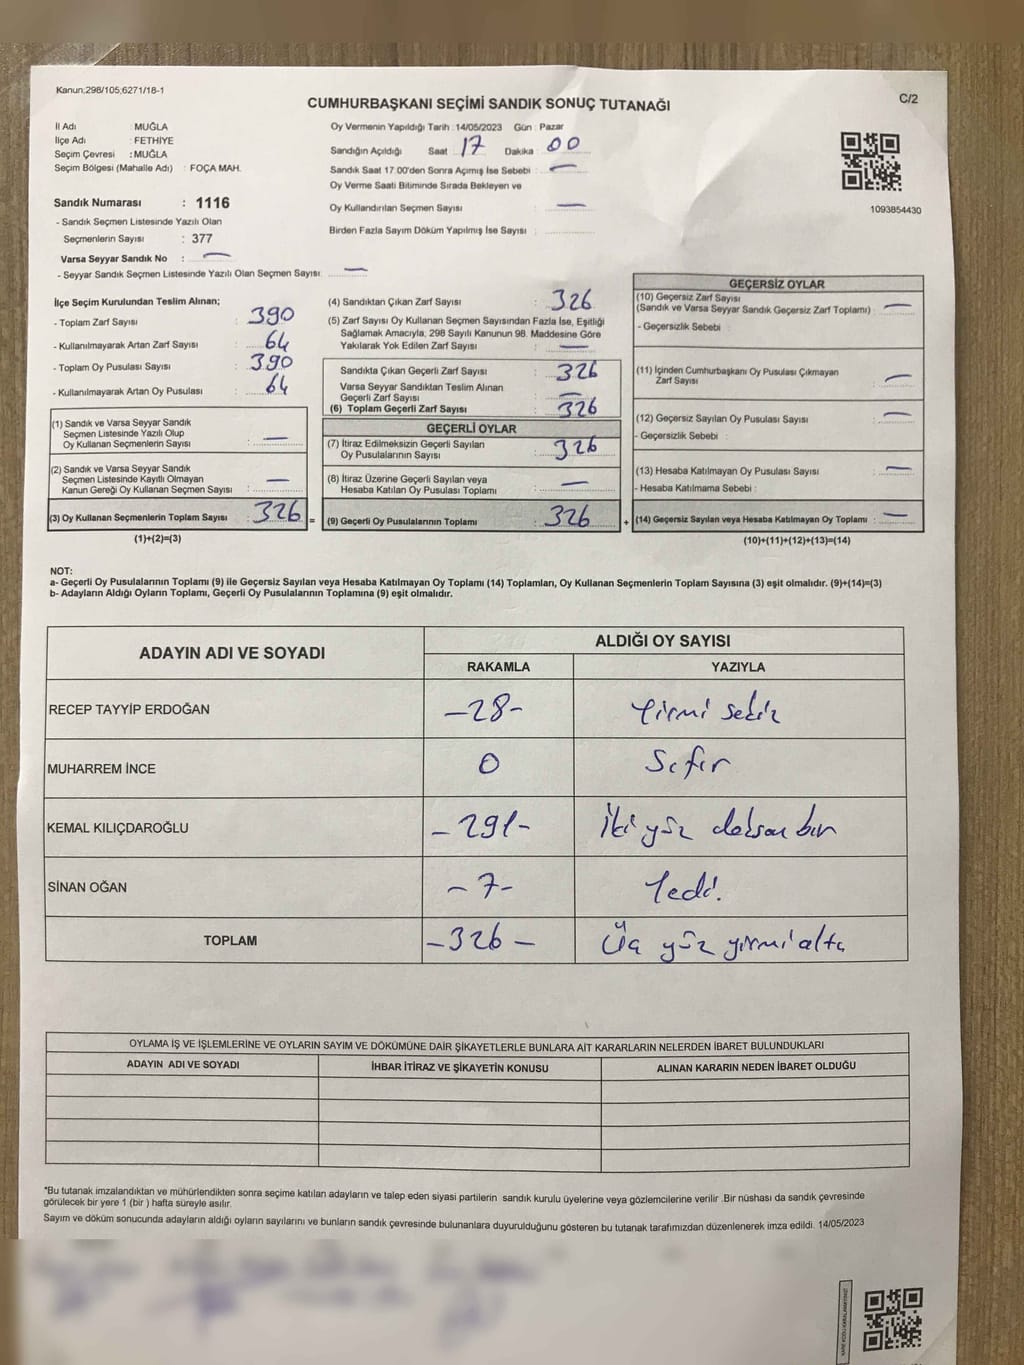 Kanun;298/105;6271/18-1
CUMHURBAŞKANI SEÇİMİ SANDIK SONUÇ TUTANAĞI
C/2
İl Adı MUĞLA
İlçe Adı : FETHİYE
Seçim Çevresi : MUĞLA
Seçim Bölgesi (Mahalle Adı) : FOÇA MAH.
Sandık Numarası : 1116
- Sandık Seçmen Listesinde Yazılı Olan
Seçmenlerin Sayısı : 377
Varsa Seyyar Sandık No : —
- Seyyar Sandık Seçmen Listesinde Yazılı Olan Seçmen Sayısı : —
Oy Vermenin Yapıldığı Tarih : 14/05/2023 Gün : Pazar
Sandığın Açıldığı Saat 17 Dakika : 00
Sandık Saat 17.00'den Sonra Açımış İse Sebebi : —
Oy Verme Saati Bitiminde Sırada Bekleyen ve
Oy Kullandırılan Seçmen Sayısı : —
Birden Fazla Sayım Döküm Yapılmış İse Sayısı :
1093854430
İlçe Seçim Kurulundan Teslim Alınan;
- Toplam Zarf Sayısı : 390
- Kullanılmayarak Artan Zarf Sayısı : 64
- Toplam Oy Pusulası Sayısı : 390
- Kullanılmayarak Artan Oy Pusulası : 64
(1) Sandık ve Varsa Seyyar Sandık
Seçmen Listesinde Yazılı Olup
Oy Kullanan Seçmenlerin Sayısı : —
(2) Sandık ve Varsa Seyyar Sandık
Seçmen Listesinde Kayıtlı Olmayan
Kanun Gereği Oy Kullanan Seçmen Sayısı : —
(3) Oy Kullanan Seçmenlerin Toplam Sayısı : 326 =
(1)+(2)=(3)
(4) Sandıktan Çıkan Zarf Sayısı : 326
(5) Zarf Sayısı Oy Kullanan Seçmen Sayısından Fazla İse, Eşitliği
Sağlamak Amacıyla, 298 Sayılı Kanunun 98. Maddesine Göre
Yakılarak Yok Edilen Zarf Sayısı : —
Sandıkta Çıkan Geçerli Zarf Sayısı : 326
Varsa Seyyar Sandıktan Teslim Alınan
Geçerli Zarf Sayısı : —
(6) Toplam Geçerli Zarf Sayısı : 326
GEÇERLİ OYLAR
(7) İtiraz Edilmeksizin Geçerli Sayılan
Oy Pusulalarının Sayısı : 326
(8) İtiraz Üzerine Geçerli Sayılan veya
Hesaba Katılan Oy Pusulası Toplamı : —
(9) Geçerli Oy Pusulalarının Toplamı : 326 +
GEÇERSİZ OYLAR
(10) Geçersiz Zarf Sayısı
(Sandık ve Varsa Seyyar Sandık Geçersiz Zarf Toplamı) : —
- Geçersizlik Sebebi :
(11) İçinden Cumhurbaşkanı Oy Pusulası Çıkmayan
Zarf Sayısı : —
(12) Geçersiz Sayılan Oy Pusulası Sayısı : —
- Geçersizlik Sebebi :
(13) Hesaba Katılmayan Oy Pusulası Sayısı : —
- Hesaba Katılmama Sebebi :
(14) Geçersiz Sayılan veya Hesaba Katılmayan Oy Toplamı : —
(10)+(11)+(12)+(13)=(14)
NOT:
a- Geçerli Oy Pusulalarının Toplamı (9) ile Geçersiz Sayılan veya Hesaba Katılmayan Oy Toplamı (14) Toplamları, Oy Kullanan Seçmenlerin Toplam Sayısına (3) eşit olmalıdır. (9)+(14)=(3)
b- Adayların Aldığı Oyların Toplamı, Geçerli Oy Pusulalarının Toplamına (9) eşit olmalıdır.
ADAYIN ADI VE SOYADI ALDIĞI OY SAYISI
RAKAMLA YAZIYLA
RECEP TAYYİP ERDOĞAN –28– Yirmi sekiz
MUHARREM İNCE 0 Sıfır
KEMAL KILIÇDAROĞLU –291– İki yüz doksan bir
SİNAN OĞAN –7– Yedi.
TOPLAM –326– Üç yüz yirmi altı
OYLAMA İŞ VE İŞLEMLERİNE VE OYLARIN SAYIM VE DÖKÜMÜNE DAİR ŞİKAYETLERLE BUNLARA AİT KARARLARIN NELERDEN İBARET BULUNDUKLARI
ADAYIN ADI VE SOYADI İHBAR İTİRAZ VE ŞİKAYETİN KONUSU ALINAN KARARIN NEDEN İBARET OLDUĞU
*Bu tutanak imzalandıktan ve mühürlendikten sonra seçime katılan adayların ve talep eden siyasi partilerin sandık kurulu üyelerine veya gözlemcilerine verilir .Bir nüshası da sandık çevresinde
görülecek bir yere 1 (bir ) hafta süreyle asılır.
Sayım ve döküm sonucunda adayların aldığı oyların sayılarını ve bunların sandık çevresinde bulunanlara duyurulduğunu gösteren bu tutanak tarafımızdan düzenlenerek imza edildi. 14/05/2023